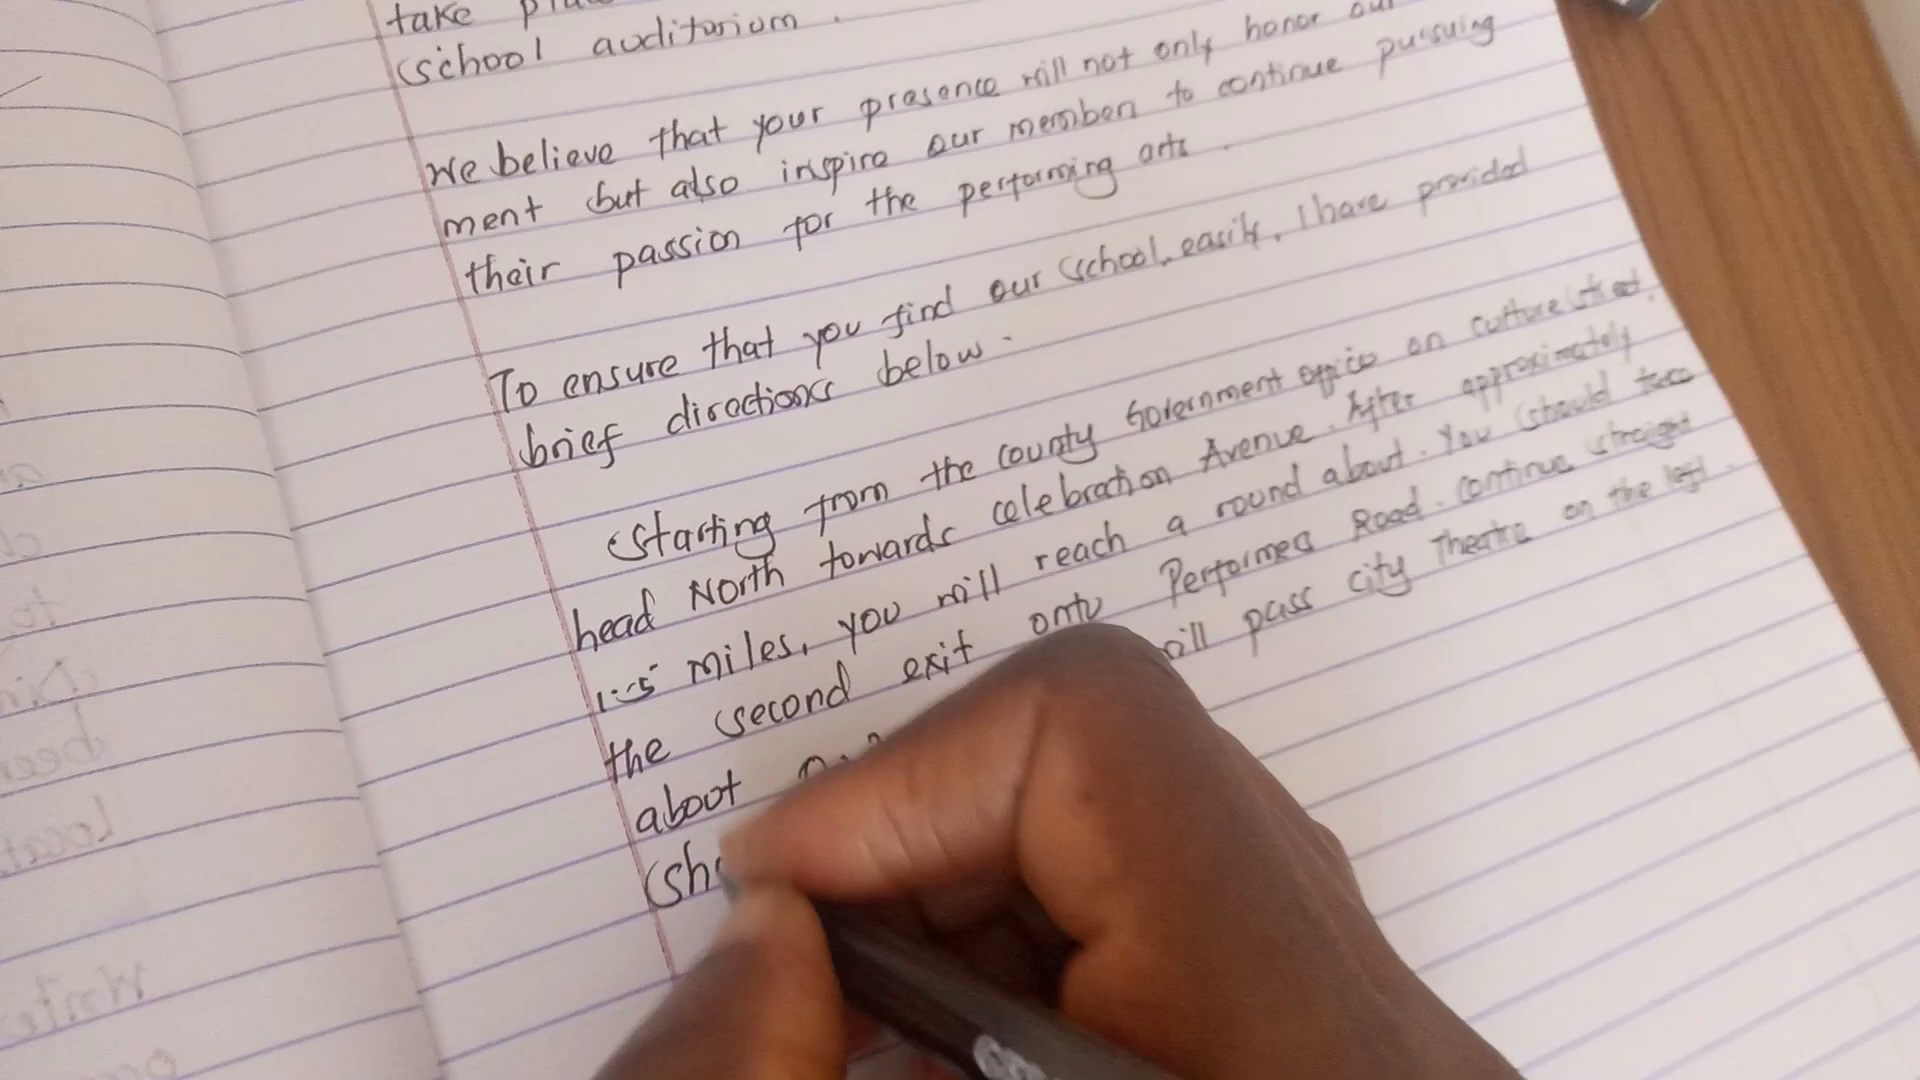 take
school auditorium.
We believe that your presence will not only honor our
ment but also inspire our members to continue pursuing
their passion for the performing arts.
To ensure that you find our school easily, I have provided
brief directions below.
Starting from the county Government office on culture street,
head North towards celebration Avenue. After approximately
1.5 miles, you will reach a round about. You should take
the second exit onto Performers Road. continue straight
about will pass city Theatre on the left.